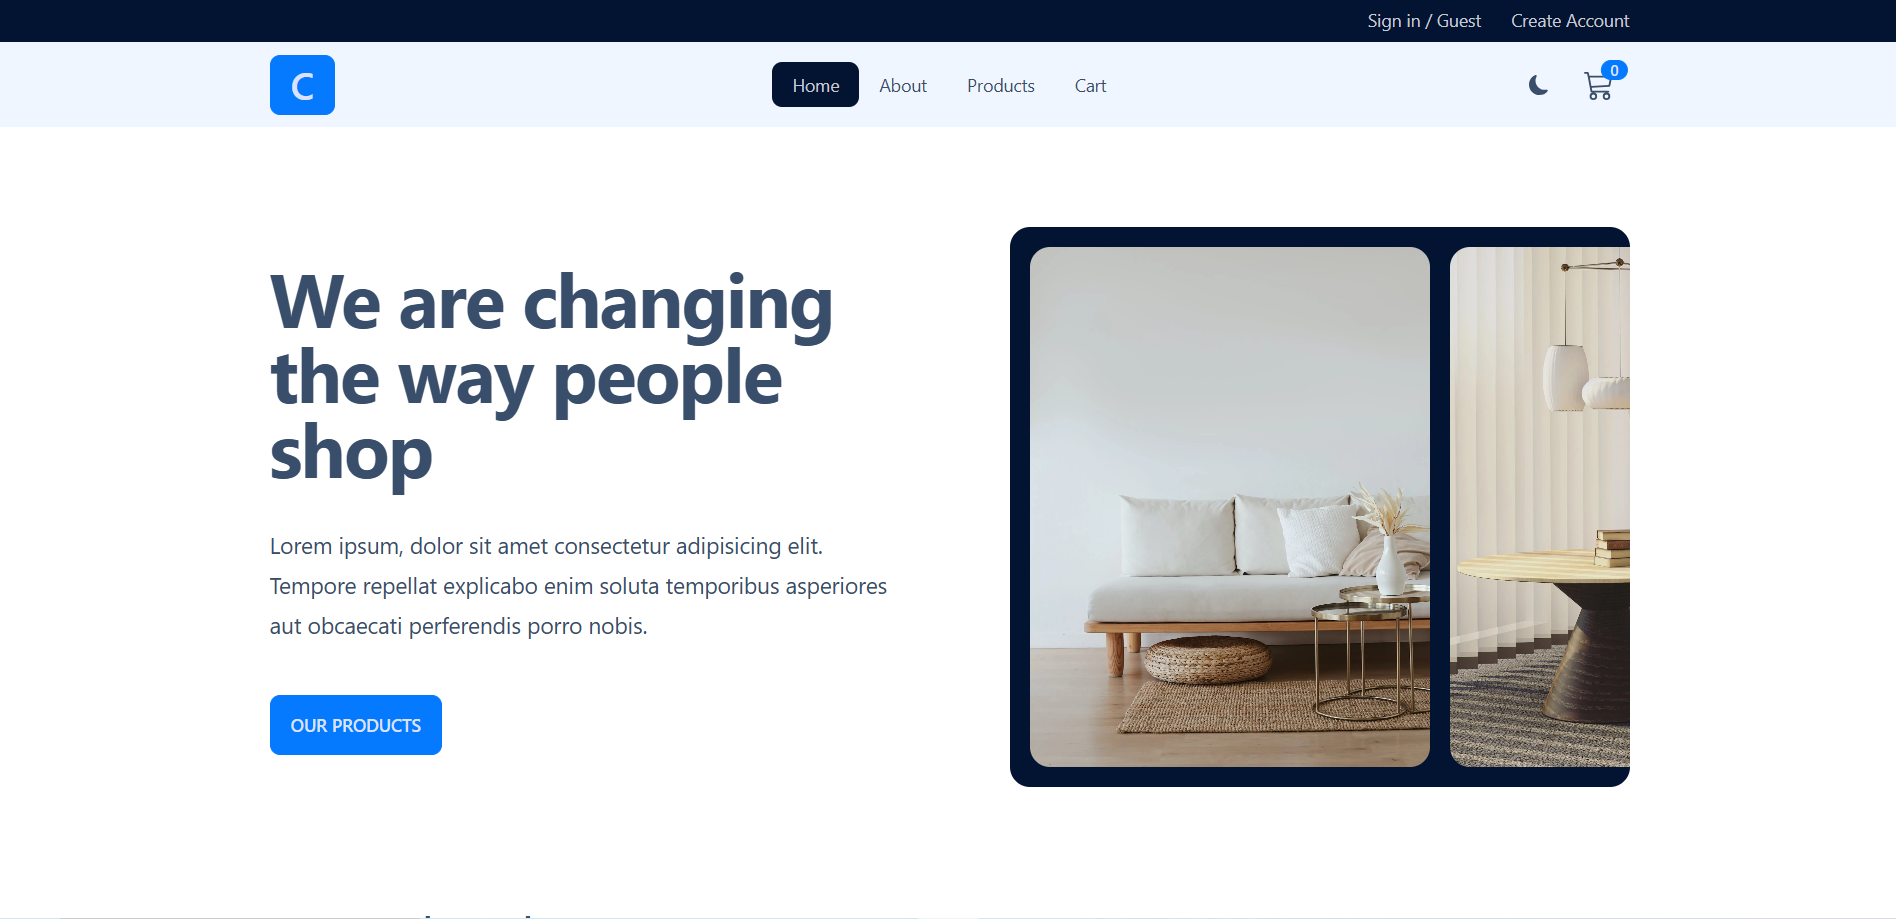 Sign in / Guest Create Account
C
Home About Products Cart
0
We are changing
the way people
shop
Lorem ipsum, dolor sit amet consectetur adipisicing elit.
Tempore repellat explicabo enim soluta temporibus asperiores
aut obcaecati perferendis porro nobis.
OUR PRODUCTS